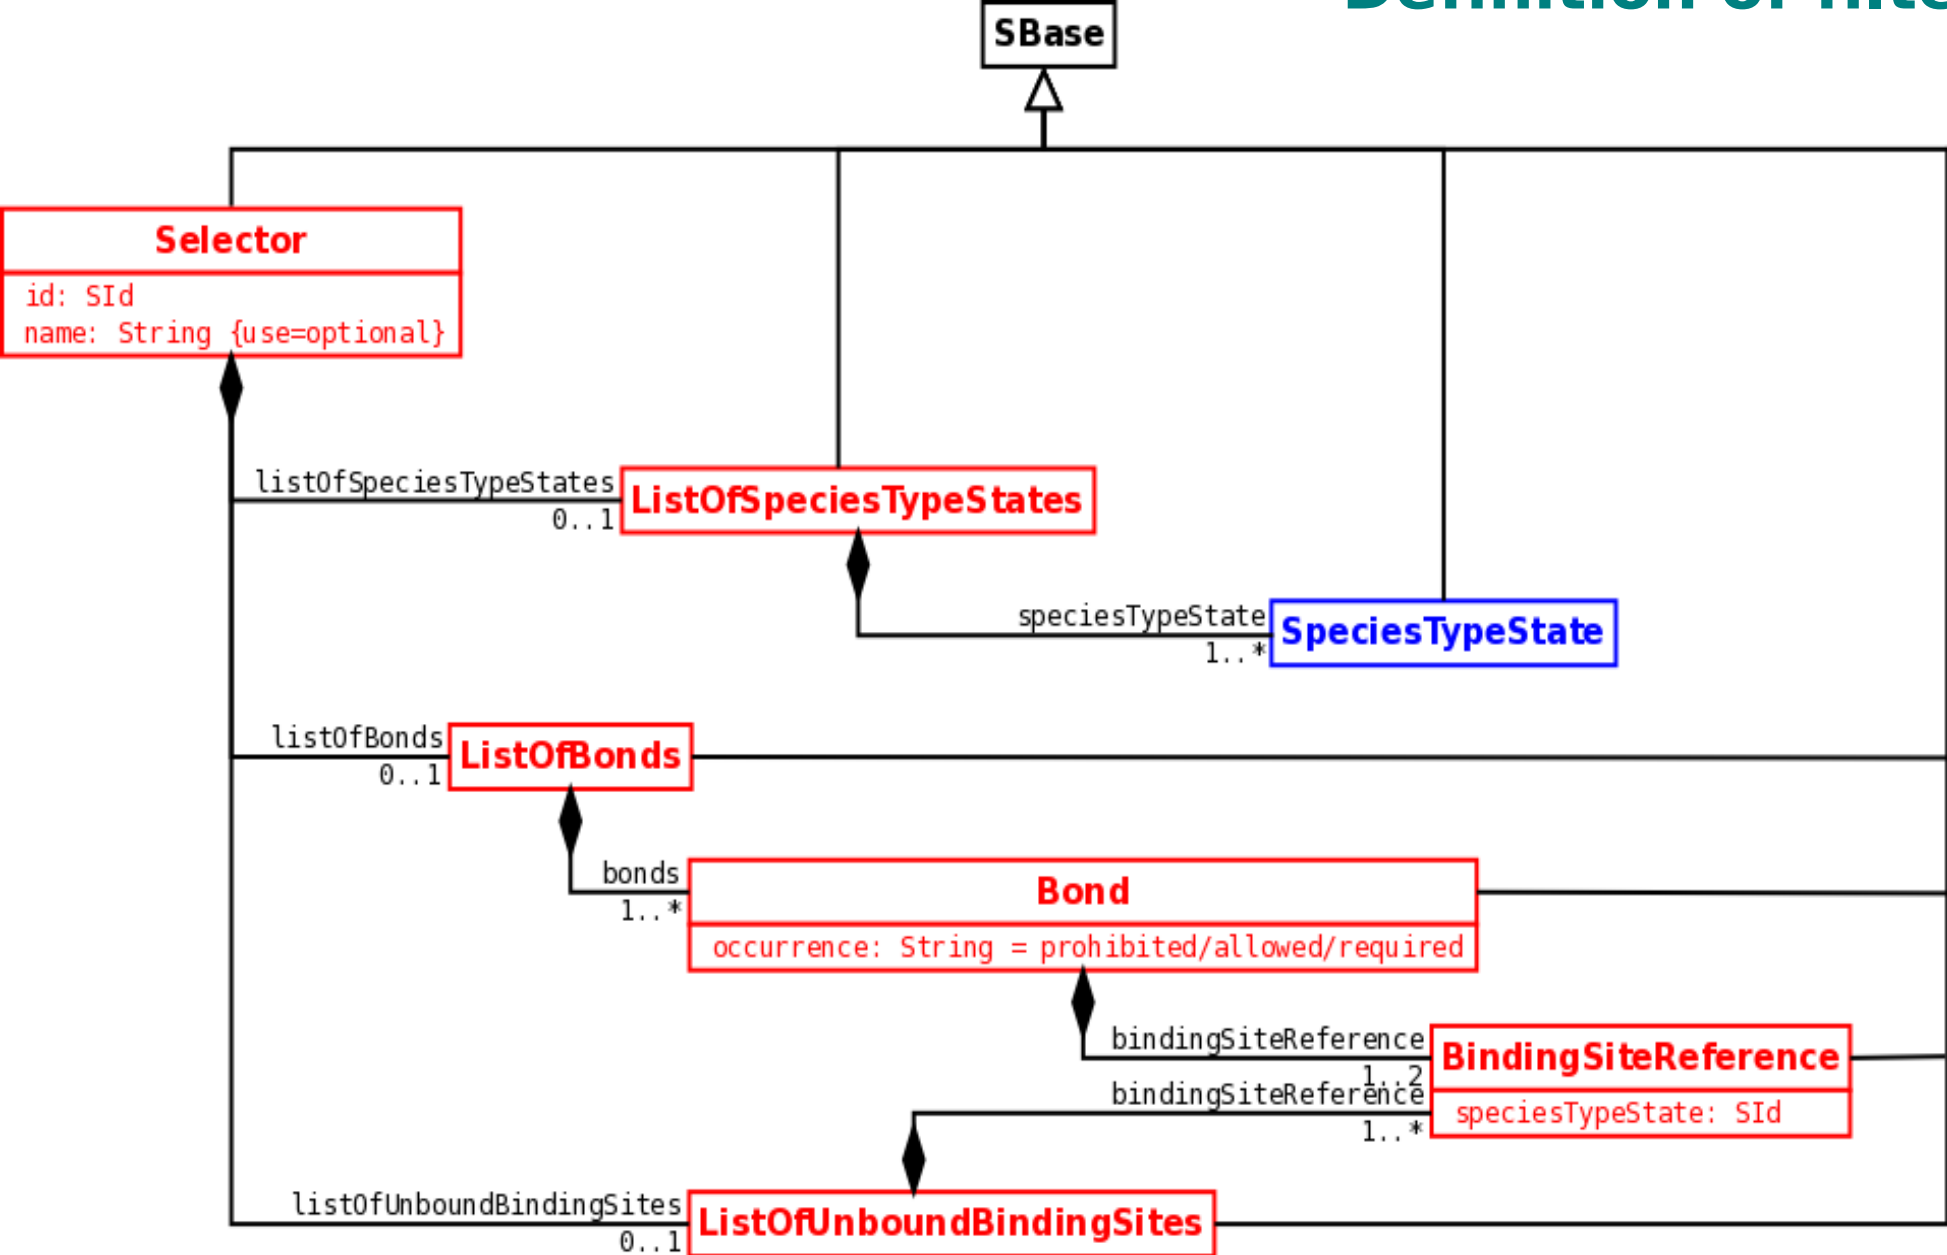 Definition of
SBase
Selector
id: SId
name: String {use=optional}
listOfSpeciesTypeStates
0..1
ListOfSpeciesTypeStates
speciesTypeState
1..*
SpeciesTypeState
listOfBonds
0..1
ListOfBonds
bonds
1..*
Bond
occurrence: String = prohibited/allowed/required
bindingSiteReference
1..2
BindingSiteReference
bindingSiteReference
1..*
speciesTypeState: SId
listOfUnboundBindingSites
0..1
ListOfUnboundBindingSites